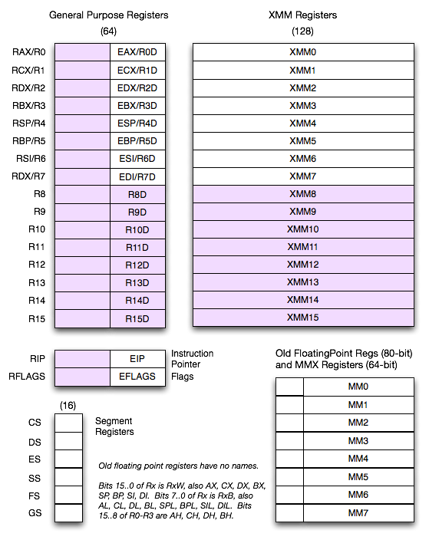 General Purpose Registers
(64)
RAX/R0 EAX/R0D
RCX/R1 ECX/R1D
RDX/R2 EDX/R2D
RBX/R3 EBX/R3D
RSP/R4 ESP/R4D
RBP/R5 EBP/R5D
RSI/R6 ESI/R6D
RDX/R7 EDI/R7D
R8 R8D
R9 R9D
R10 R10D
R11 R11D
R12 R12D
R13 R13D
R14 R14D
R15 R15D
XMM Registers
(128)
XMM0
XMM1
XMM2
XMM3
XMM4
XMM5
XMM6
XMM7
XMM8
XMM9
XMM10
XMM11
XMM12
XMM13
XMM14
XMM15
RIP EIP Instruction
Pointer
RFLAGS EFLAGS Flags
(16)
CS
DS
ES
SS
FS
GS
Segment
Registers
Old floating point registers have no names.
Bits 15..0 of Rx is RxW, also AX, CX, DX, BX,
SP, BP, SI, DI. Bits 7..0 of Rx is RxB, also
AL, CL, DL, BL, SPL, BPL, SIL, DIL. Bits
15..8 of R0-R3 are AH, CH, DH, BH.
Old FloatingPoint Regs (80-bit)
and MMX Registers (64-bit)
MM0
MM1
MM2
MM3
MM4
MM5
MM6
MM7